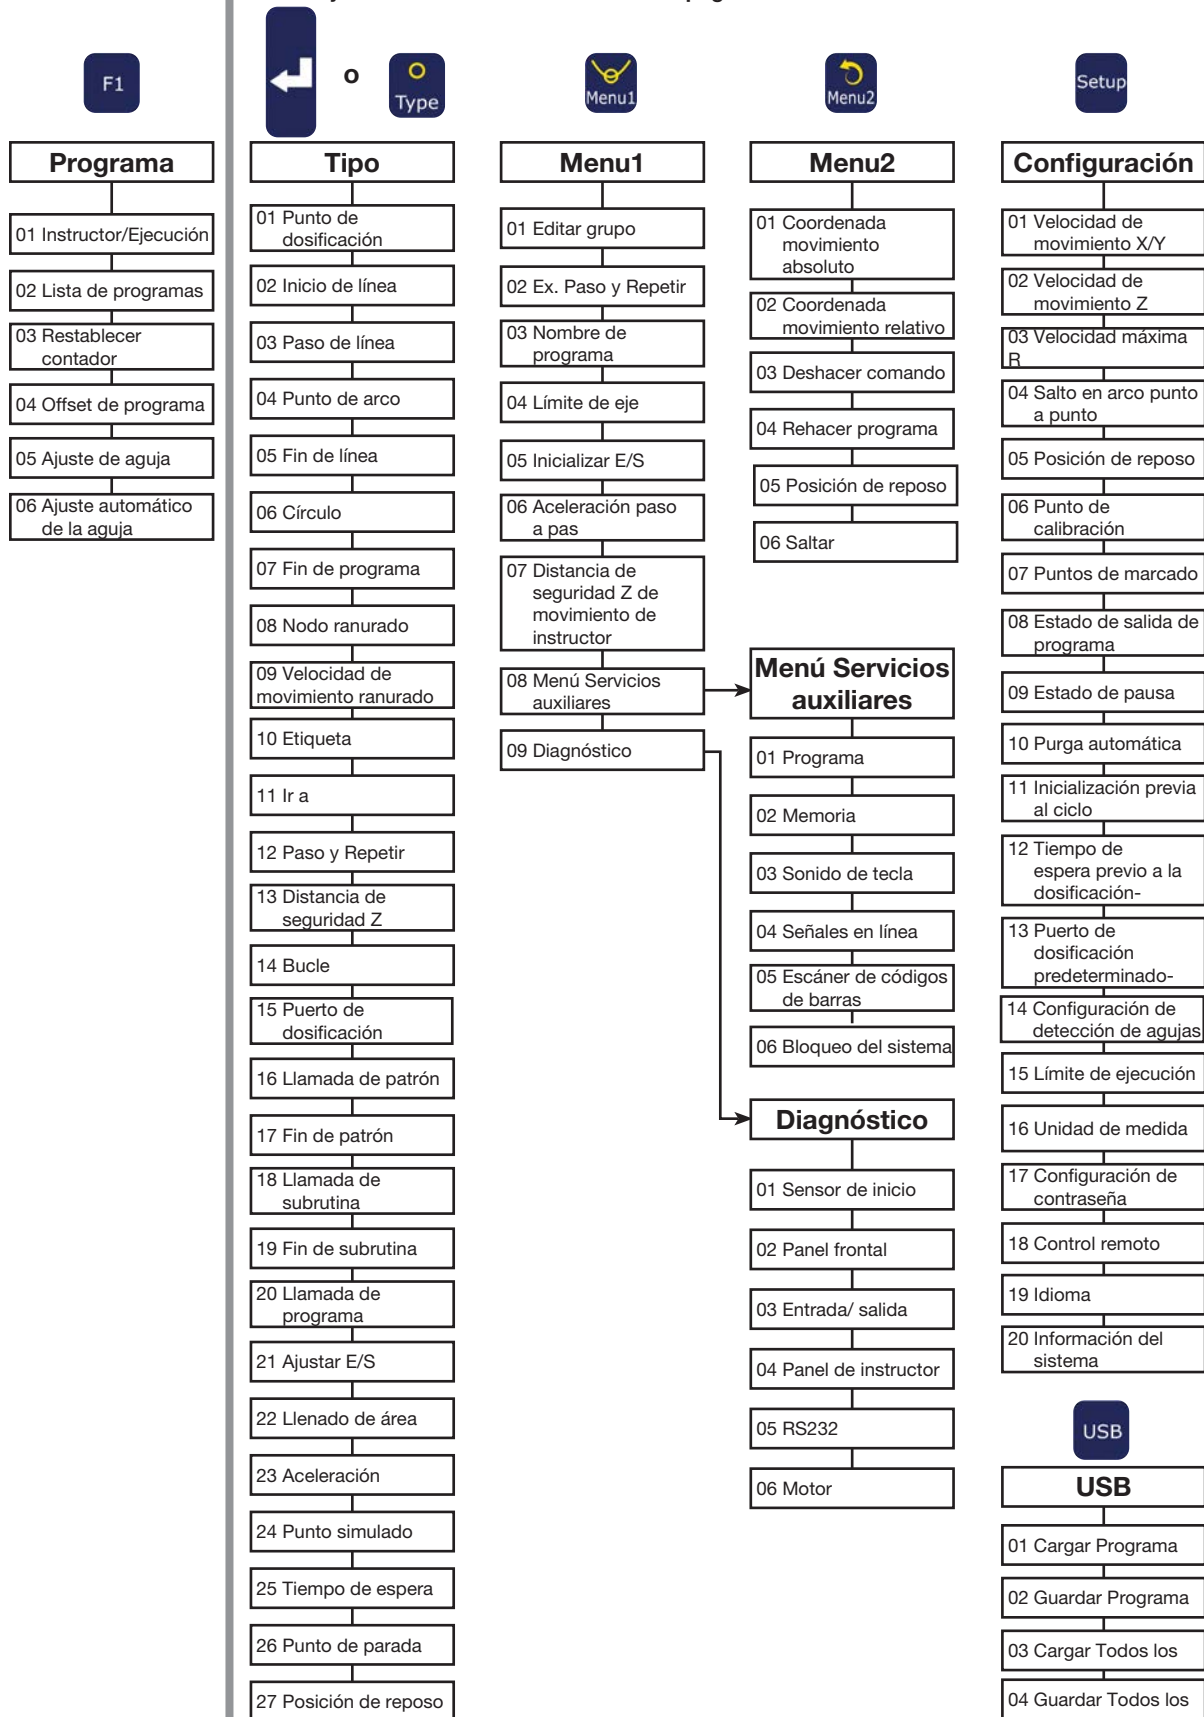 F1
Programa
01 Instructor/Ejecución
02 Lista de programas
03 Restablecer
contador
04 Offset de programa
05 Ajuste de aguja
06 Ajuste automático
de la aguja
o
Type
Tipo
01 Punto de
dosificación
02 Inicio de línea
03 Paso de línea
04 Punto de arco
05 Fin de línea
06 Círculo
07 Fin de programa
08 Nodo ranurado
09 Velocidad de
movimiento ranurado
10 Etiqueta
11 Ir a
12 Paso y Repetir
13 Distancia de
seguridad Z
14 Bucle
15 Puerto de
dosificación
16 Llamada de patrón
17 Fin de patrón
18 Llamada de
subrutina
19 Fin de subrutina
20 Llamada de
programa
21 Ajustar E/S
22 Llenado de área
23 Aceleración
24 Punto simulado
25 Tiempo de espera
26 Punto de parada
27 Posición de reposo
Menu1
Menu1
01 Editar grupo
02 Ex. Paso y Repetir
03 Nombre de
programa
04 Límite de eje
05 Inicializar E/S
06 Aceleración paso
a pas
07 Distancia de
seguridad Z de
movimiento de
instructor
08 Menú Servicios
auxiliares
09 Diagnóstico
Menu2
Menu2
01 Coordenada
movimiento
absoluto
02 Coordenada
movimiento relativo
03 Deshacer comando
04 Rehacer programa
05 Posición de reposo
06 Saltar
Menú Servicios
auxiliares
01 Programa
02 Memoria
03 Sonido de tecla
04 Señales en línea
05 Escáner de códigos
de barras
06 Bloqueo del sistema
Diagnóstico
01 Sensor de inicio
02 Panel frontal
03 Entrada/ salida
04 Panel de instructor
05 RS232
06 Motor
Setup
Configuración
01 Velocidad de
movimiento X/Y
02 Velocidad de
movimiento Z
03 Velocidad máxima
R
04 Salto en arco punto
a punto
05 Posición de reposo
06 Punto de
calibración
07 Puntos de marcado
08 Estado de salida de
programa
09 Estado de pausa
10 Purga automática
11 Inicialización previa
al ciclo
12 Tiempo de
espera previo a la
dosificación-
13 Puerto de
dosificación
predeterminado-
14 Configuración de
detección de agujas
15 Límite de ejecución
16 Unidad de medida
17 Configuración de
contraseña
18 Control remoto
19 Idioma
20 Información del
sistema
USB
USB
01 Cargar Programa
02 Guardar Programa
03 Cargar Todos los
04 Guardar Todos los